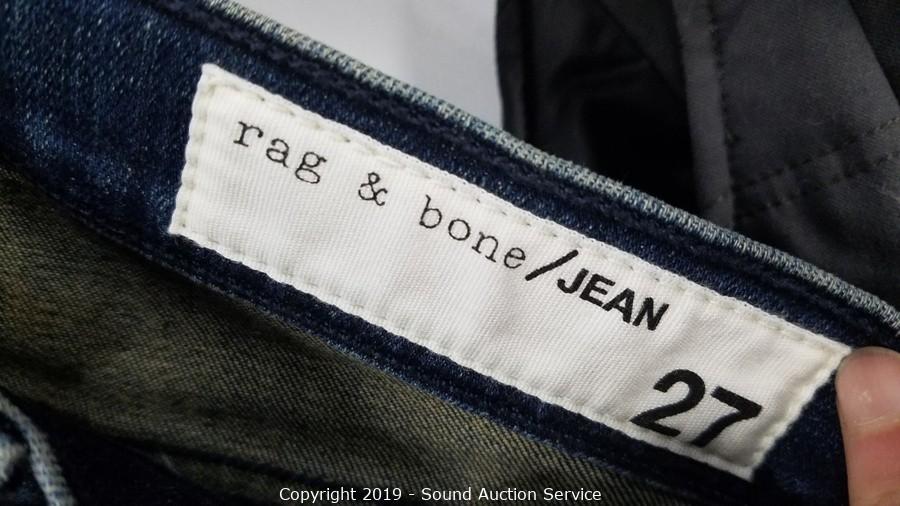 rag & bone/JEAN
27
Copyright 2019 - Sound Auction Service